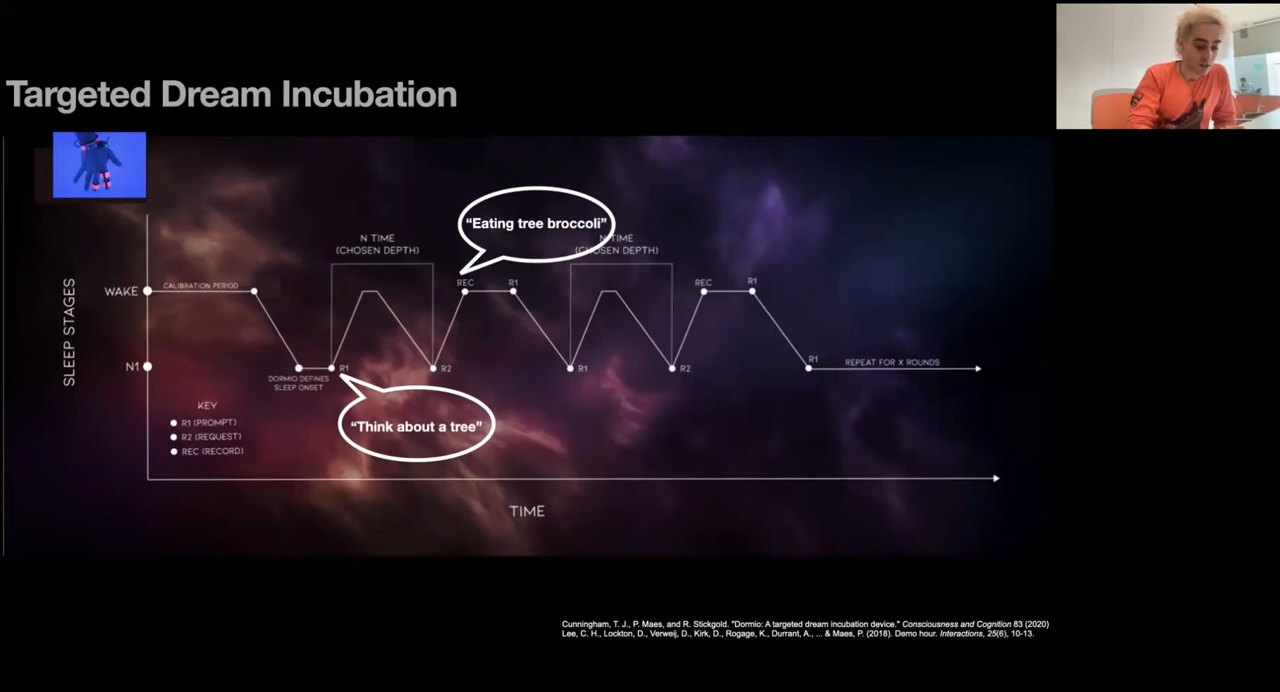 Targeted Dream Incubation
“Eating tree broccoli”
N TIME
(CHOSEN DEPTH)
N TIME
(CHOSEN DEPTH)
SLEEP STAGES
WAKE
CALIBRATION PERIOD
REC
R1
REC
R1
N1
R1
R2
R1
R2
R1
REPEAT FOR X ROUNDS
DORMIO DEFINES
SLEEP ONSET
“Think about a tree”
KEY
R1 (PROMPT)
R2 (REQUEST)
REC (RECORD)
TIME
Cunningham, T. J., P. Maes, and R. Stickgold. "Dormio: A targeted dream incubation device." Consciousness and Cognition 83 (2020)
Lee, C. H., Lockton, D., Verweij, D., Kirk, D., Rogage, K., Durrant, A., ... & Maes, P. (2018). Demo hour. Interactions, 25(6), 10-13.